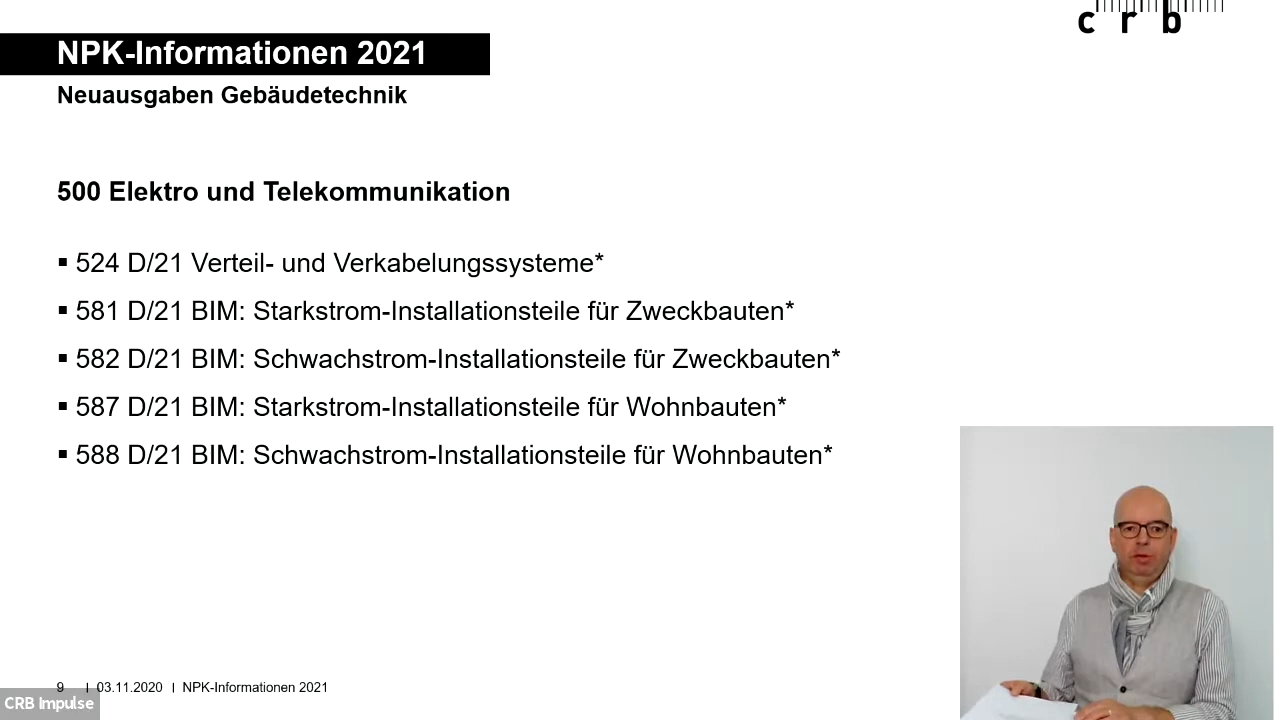 crb
NPK-Informationen 2021
Neuausgaben Gebäudetechnik
500 Elektro und Telekommunikation
▪ 524 D/21 Verteil- und Verkabelungssysteme*
▪ 581 D/21 BIM: Starkstrom-Installationsteile für Zweckbauten*
▪ 582 D/21 BIM: Schwachstrom-Installationsteile für Zweckbauten*
▪ 587 D/21 BIM: Starkstrom-Installationsteile für Wohnbauten*
▪ 588 D/21 BIM: Schwachstrom-Installationsteile für Wohnbauten*
9 | 03.11.2020 | NPK-Informationen 2021
CRB Impulse